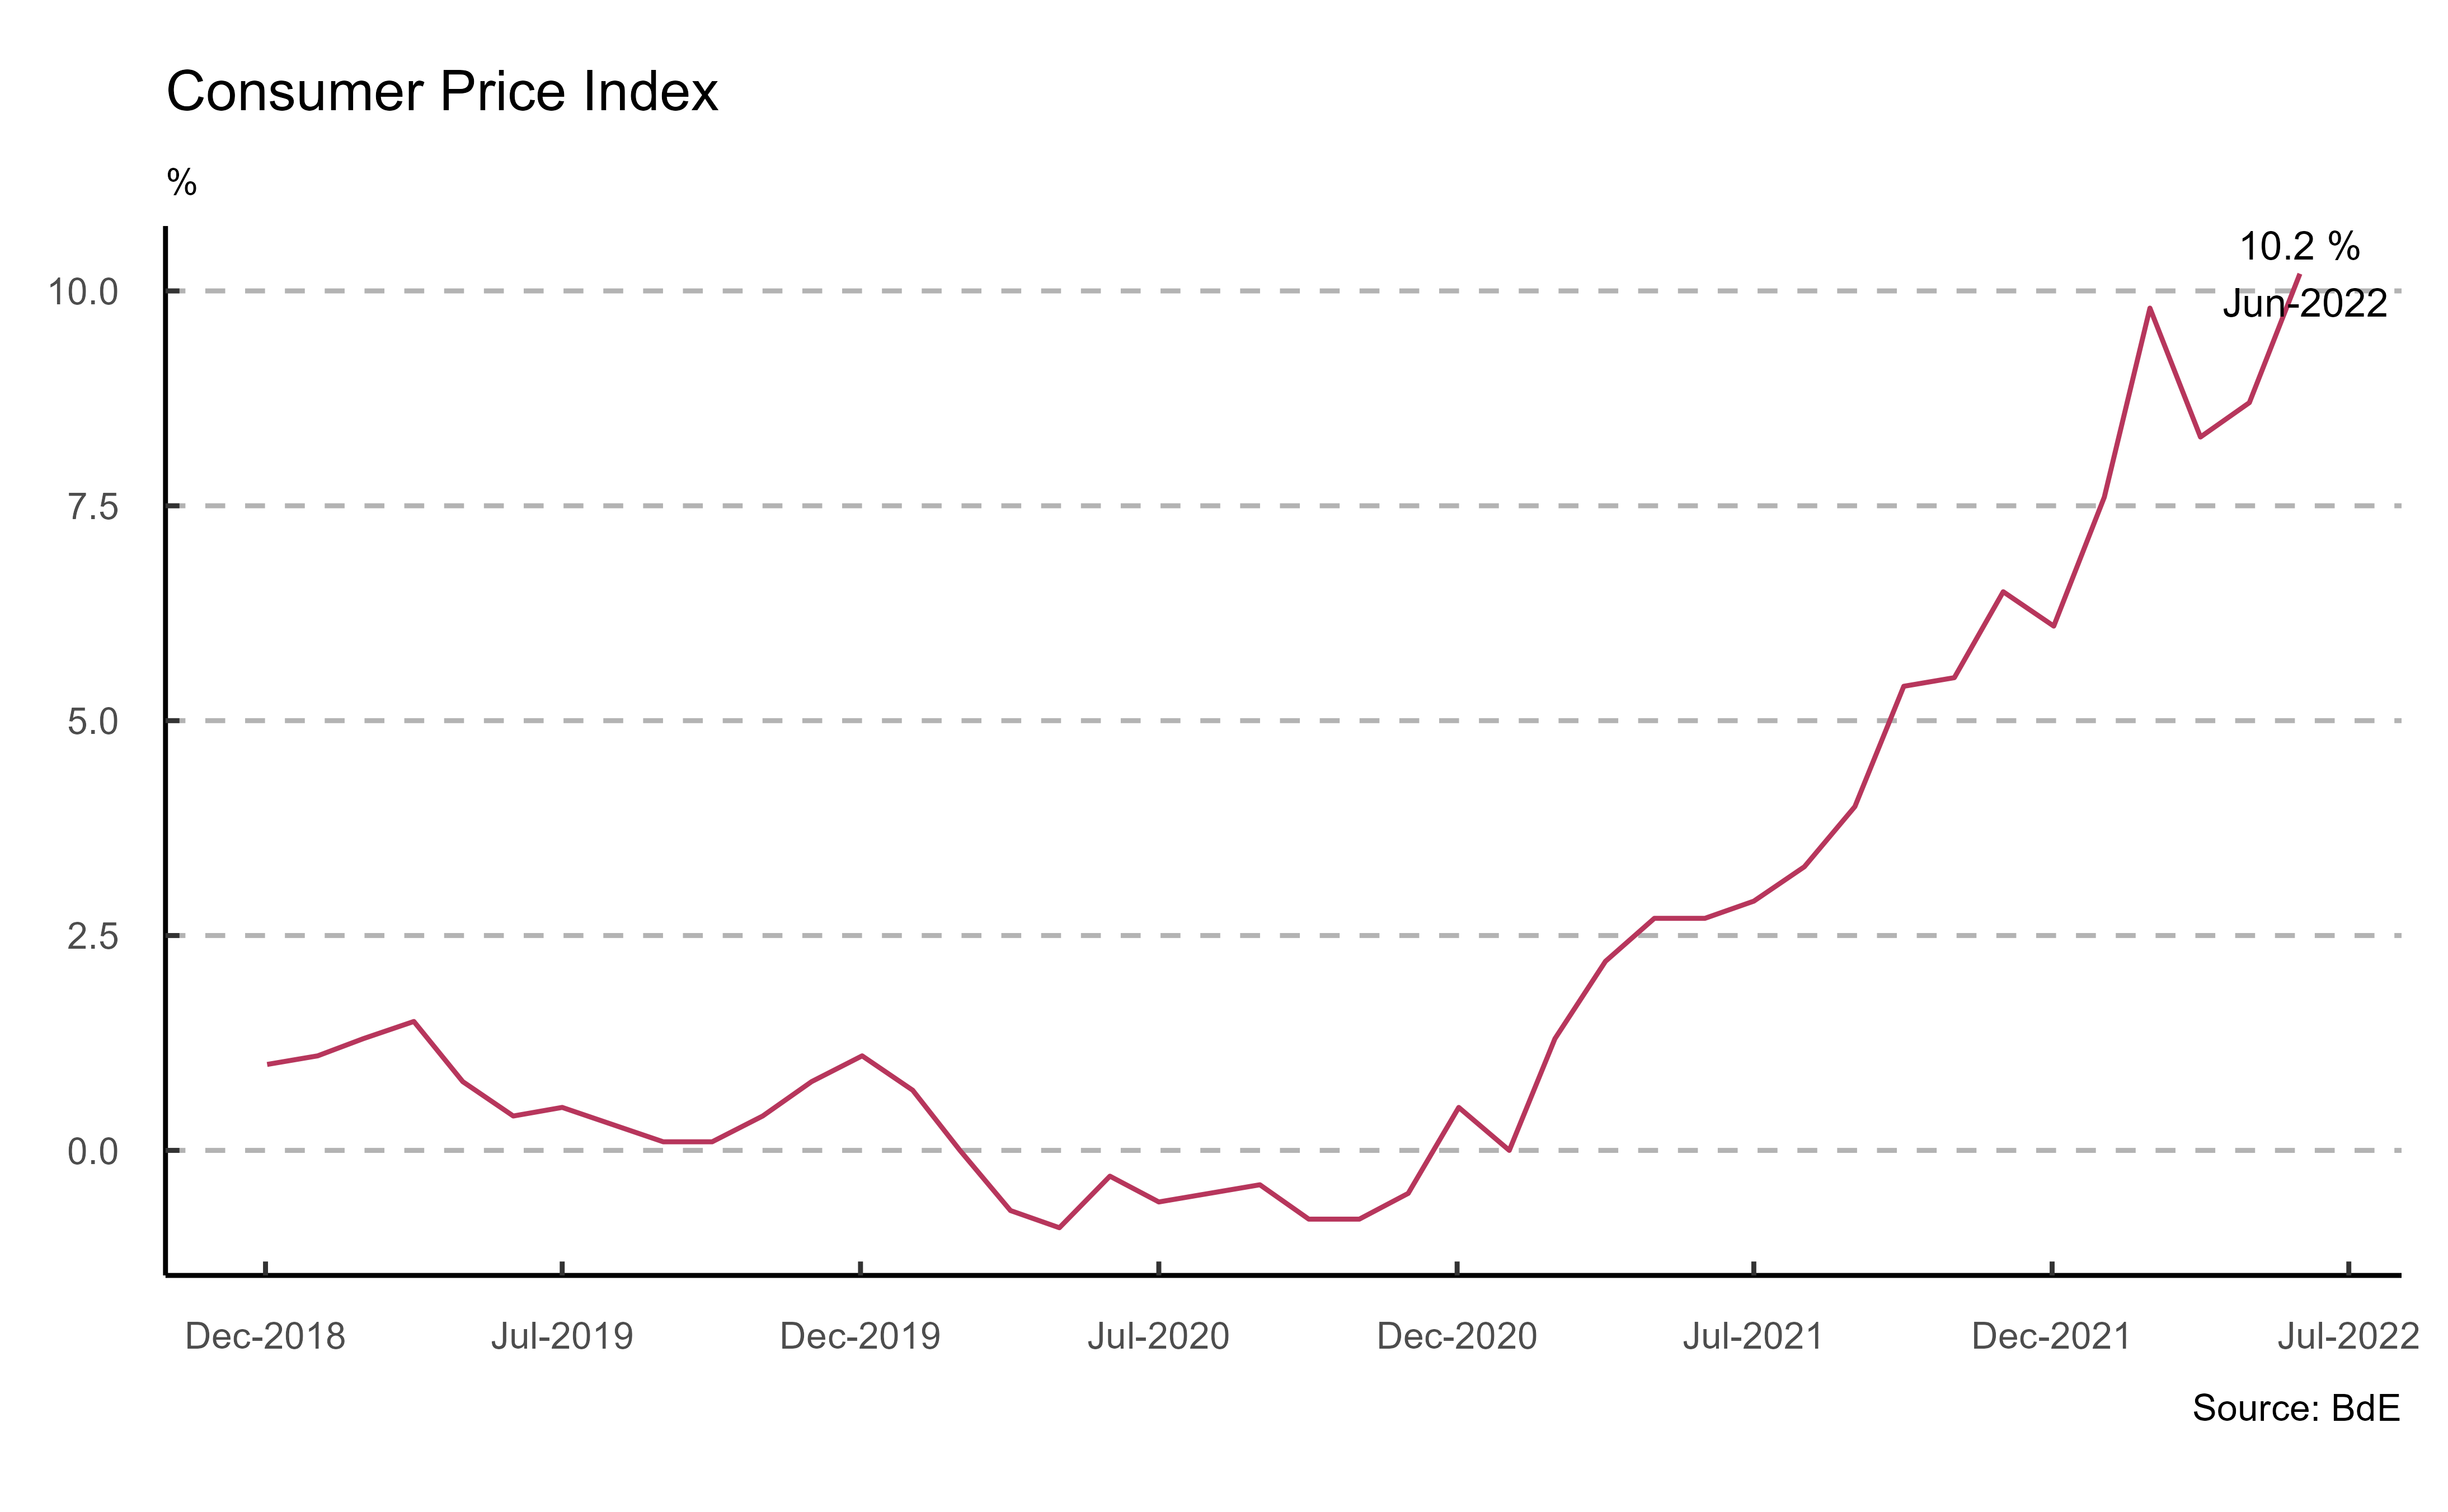 Consumer Price Index
%
10.2 %
Jun-2022
10.0
7.5
5.0
2.5
0.0
Dec-2018 Jul-2019 Dec-2019 Jul-2020 Dec-2020 Jul-2021 Dec-2021 Jul-2022
Source: BdE